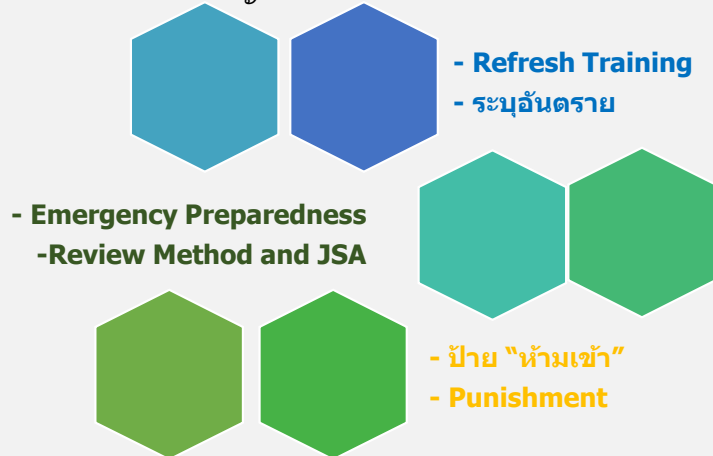 - Refresh Training
- ระบุอันตราย
- Emergency Preparedness
-Review Method and JSA
- ป้าย “ห้ามเข้า”
- Punishment